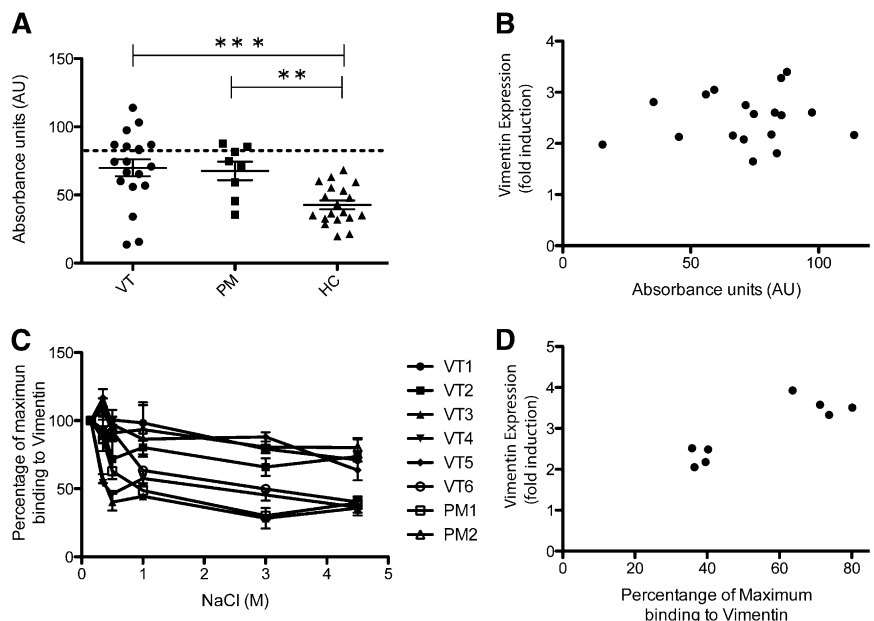 A
* * *
* *
150
100
50
0
Absorbance units (AU)
VT
PM
HC
B
4
3
2
1
0
Vimentin Expression
(fold induction)
0
50
100
Absorbance units (AU)
C
150
100
50
0
Percentage of maximun
binding to Vimentin
0
1
2
3
4
5
NaCl (M)
VT1
VT2
VT3
VT4
VT5
VT6
PM1
PM2
D
5
4
3
2
1
0
Vimentin Expression
(fold induction)
0
20
40
60
80
Percentange of Maximum
binding to Vimentin